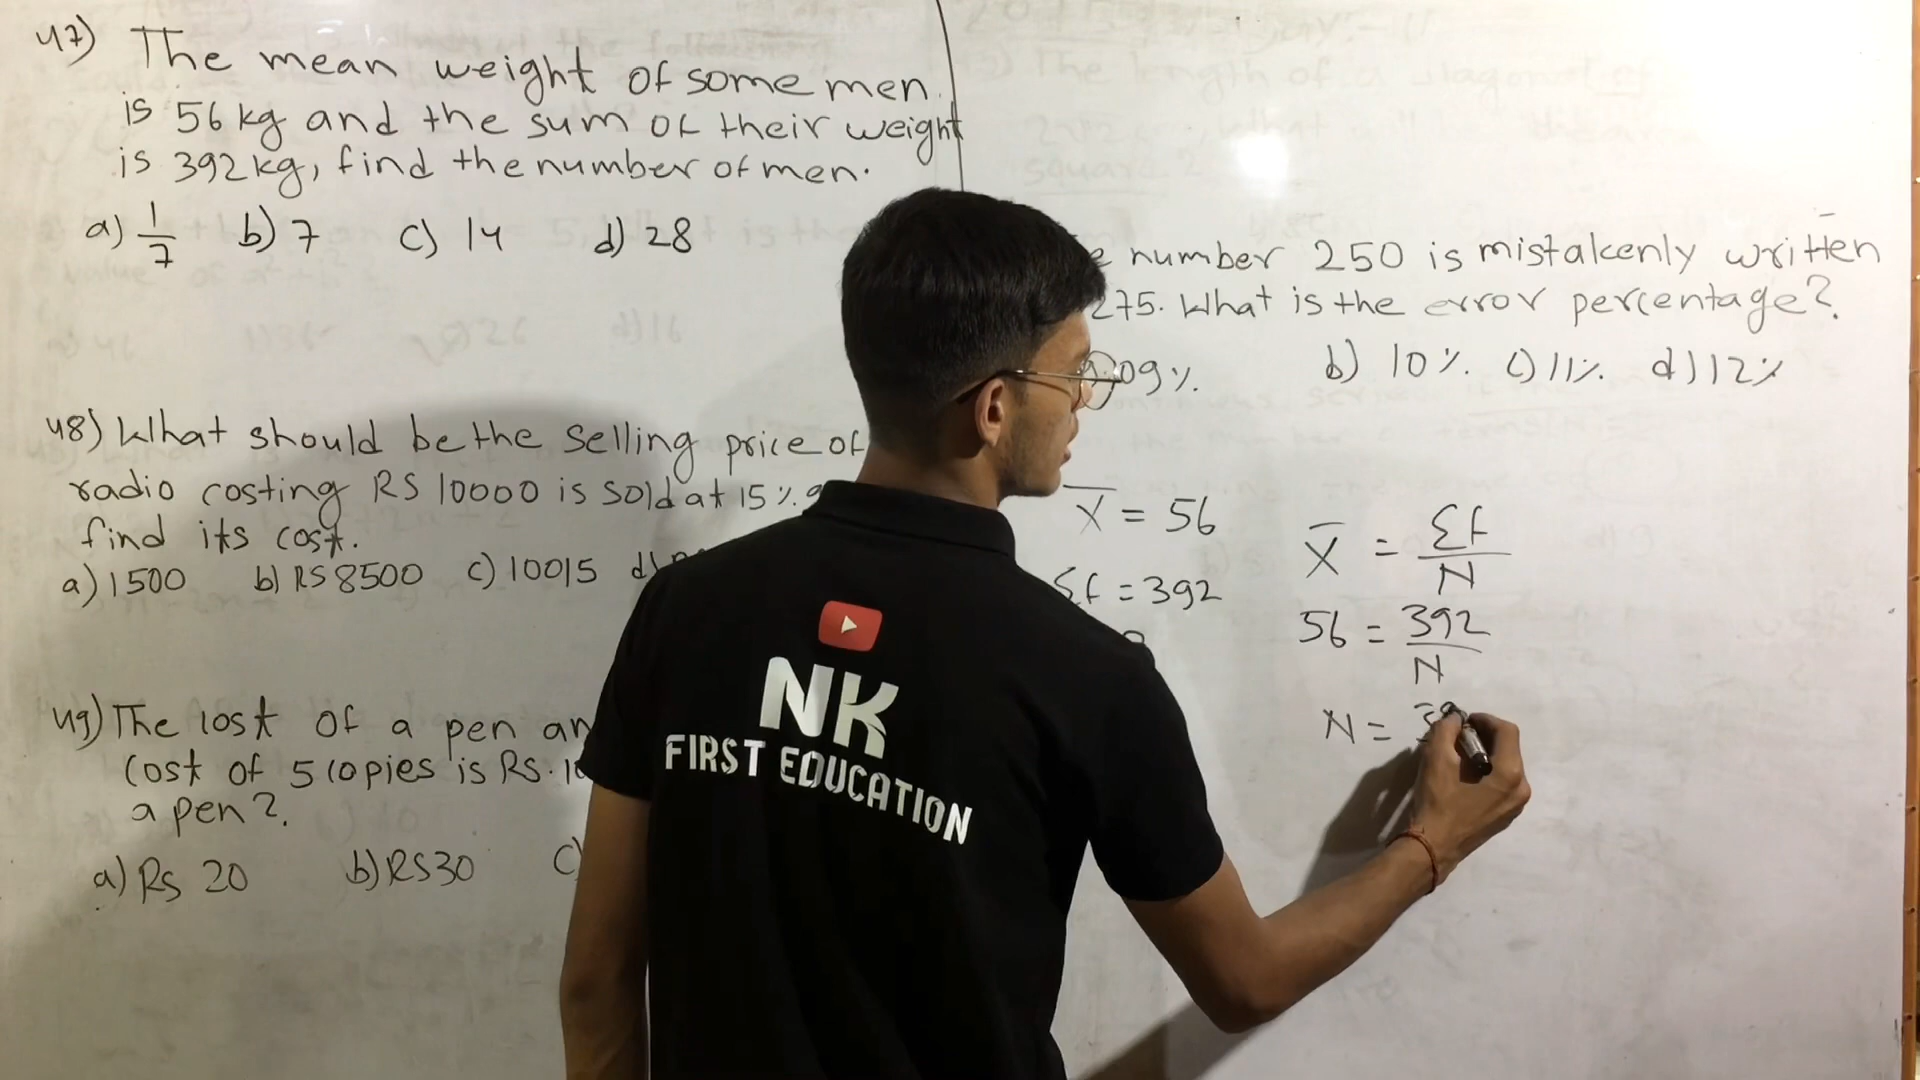 47) The mean weight of some men
is 56 kg and the sum of their weight
is 392 kg, find the number of men.
a) 1/7 b) 7 c) 14 d) 28
48) What should be the selling price of
radio costing RS 10000 is sold at 15%
find its cost.
a) 1500 b) RS 8500 c) 10015 d)
49) The cost of a pen an
cost of 5 copies is Rs.
a pen?
a) Rs 20 b) RS 30 c)
number 250 is mistakenly written
275. What is the error percentage?
9.09%. b) 10%. c) 11%. d) 12%
X̄ = 56
Σf = 392
X̄ = Σf/N
56 = 392/N
N = 39
NK
FIRST EDUCATION